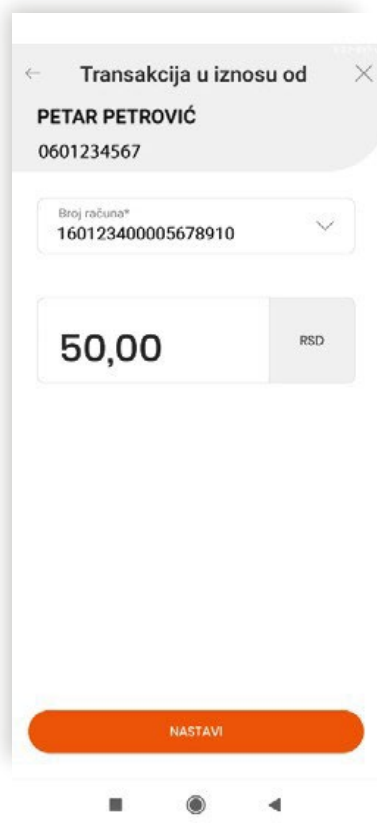 Transakcija u iznosu od
PETAR PETROVIĆ
0601234567
Broj računa*
160123400005678910
50,00
RSD
NASTAVI